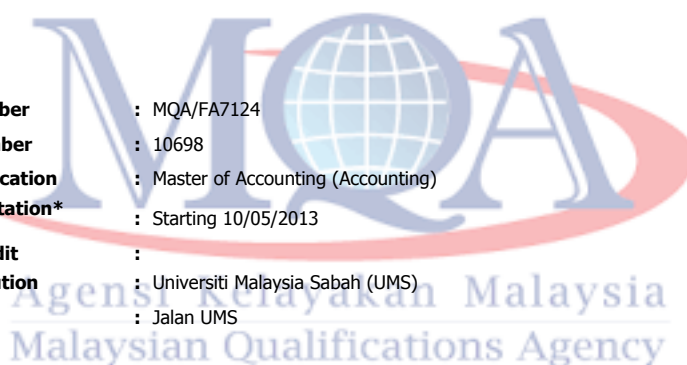 MQA
ber : MQA/FA7124
ber : 10698
cation : Master of Accounting (Accounting)
tation* : Starting 10/05/2013
dit :
tion : Universiti Malaysia Sabah (UMS)
: Jalan UMS
Agensi Kelayakan Malaysia
Malaysian Qualifications Agency